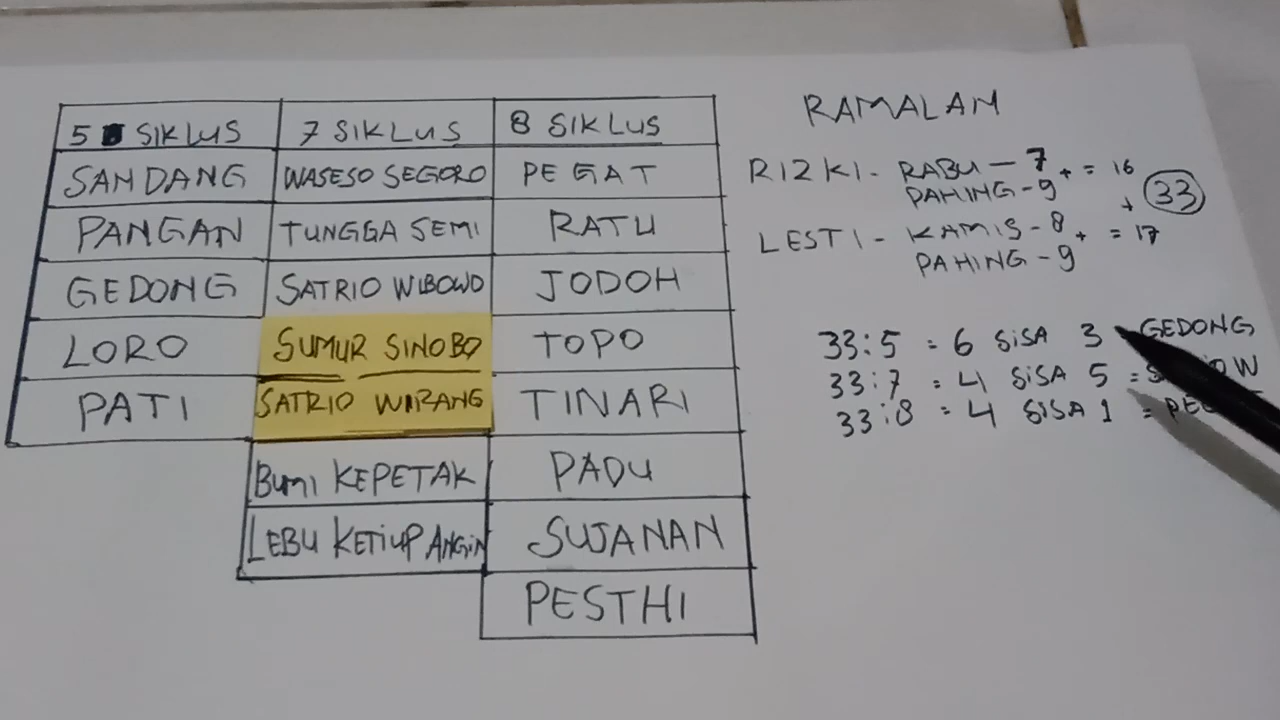 5 SIKLUS
SANDANG
PANGAN
GEDONG
LORO
PATI
7 SIKLUS
WASESO SEGORO
TUNGGA SEMI
SATRIO WIBOWO
SUMUR SINOBO
SATRIO WIRANG
BUMI KEPETAK
LEBU KETIUP ANGIN
8 SIKLUS
PEGAT
RATU
JODOH
TOPO
TINARI
PADU
SUJANAN
PESTHI
RAMALAN
RIZKI - RABU - 7
PAHING - 9 + = 16
+ 33
LESTI - KAMIS - 8
PAHING - 9 + = 17
33:5 = 6 SISA 3 GEDONG
33:7 = 4 SISA 5 =
33:8 = 4 SISA 1 =